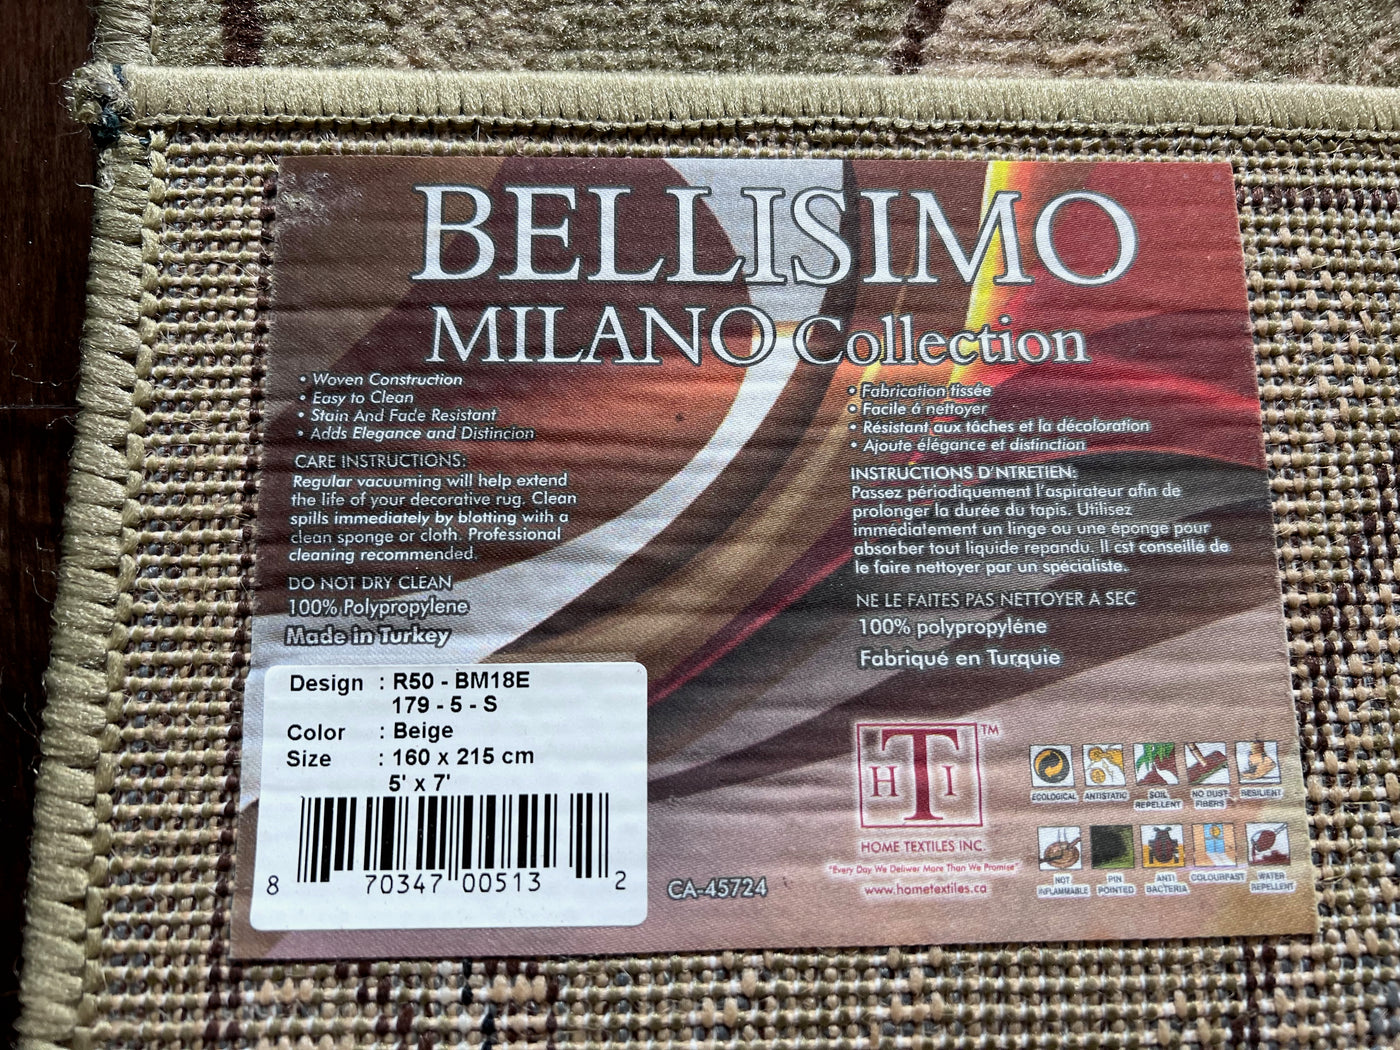 BELLISIMO
MILANO Collection
• Woven Construction
• Easy to Clean
• Stain And Fade Resistant
• Adds Elegance and Distincion
CARE INSTRUCTIONS:
Regular vacuuming will help extend
the life of your decorative rug. Clean
spills immediately by blotting with a
clean sponge or cloth. Professional
cleaning recommended.
DO NOT DRY CLEAN
100% Polypropylene
Made in Turkey
• Fabrication tissée
• Facile á nettoyer
• Résistant aux tâches et la décoloration
• Ajoute élégance et distinction
INSTRUCTIONS D'NTRETIEN:
Passez périodiquement l'aspirateur afin de
prolonger la durée du tapis. Utilisez
immédiatement un linge ou une éponge pour
absorber tout liquide repandu. Il est conseillé de
le faire nettoyer par un spécialiste.
NE LE FAITES PAS NETTOYER A SEC
100% polypropyléne
Fabriqué en Turquie
Design : R50 - BM18E
179 - 5 - S
Color : Beige
Size : 160 x 215 cm
5' x 7'
8 70347 00513 2
CA-45724
HTI™
HOME TEXTILES INC.
"Every Day We Deliver More Than We Promise"
www.hometextiles.ca
ECOLOGICAL
ANTISTATIC
SOIL REPELLENT
NO DUST FIBERS
RESILIENT
NOT INFLAMMABLE
PIN POINTED
ANTI BACTERIA
COLOURFAST
WATER REPELLENT